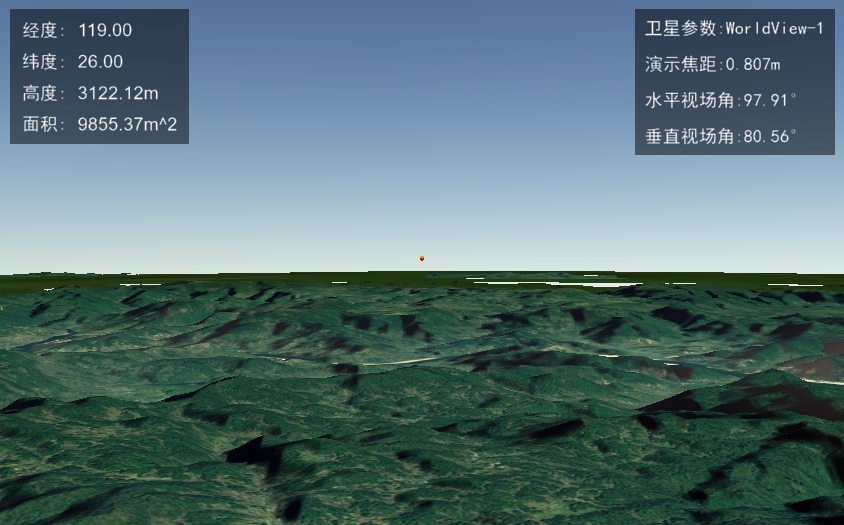 经度: 119.00
纬度: 26.00
高度: 3122.12m
面积: 9855.37m^2
卫星参数:WorldView-1
演示焦距:0.807m
水平视场角:97.91°
垂直视场角:80.56°